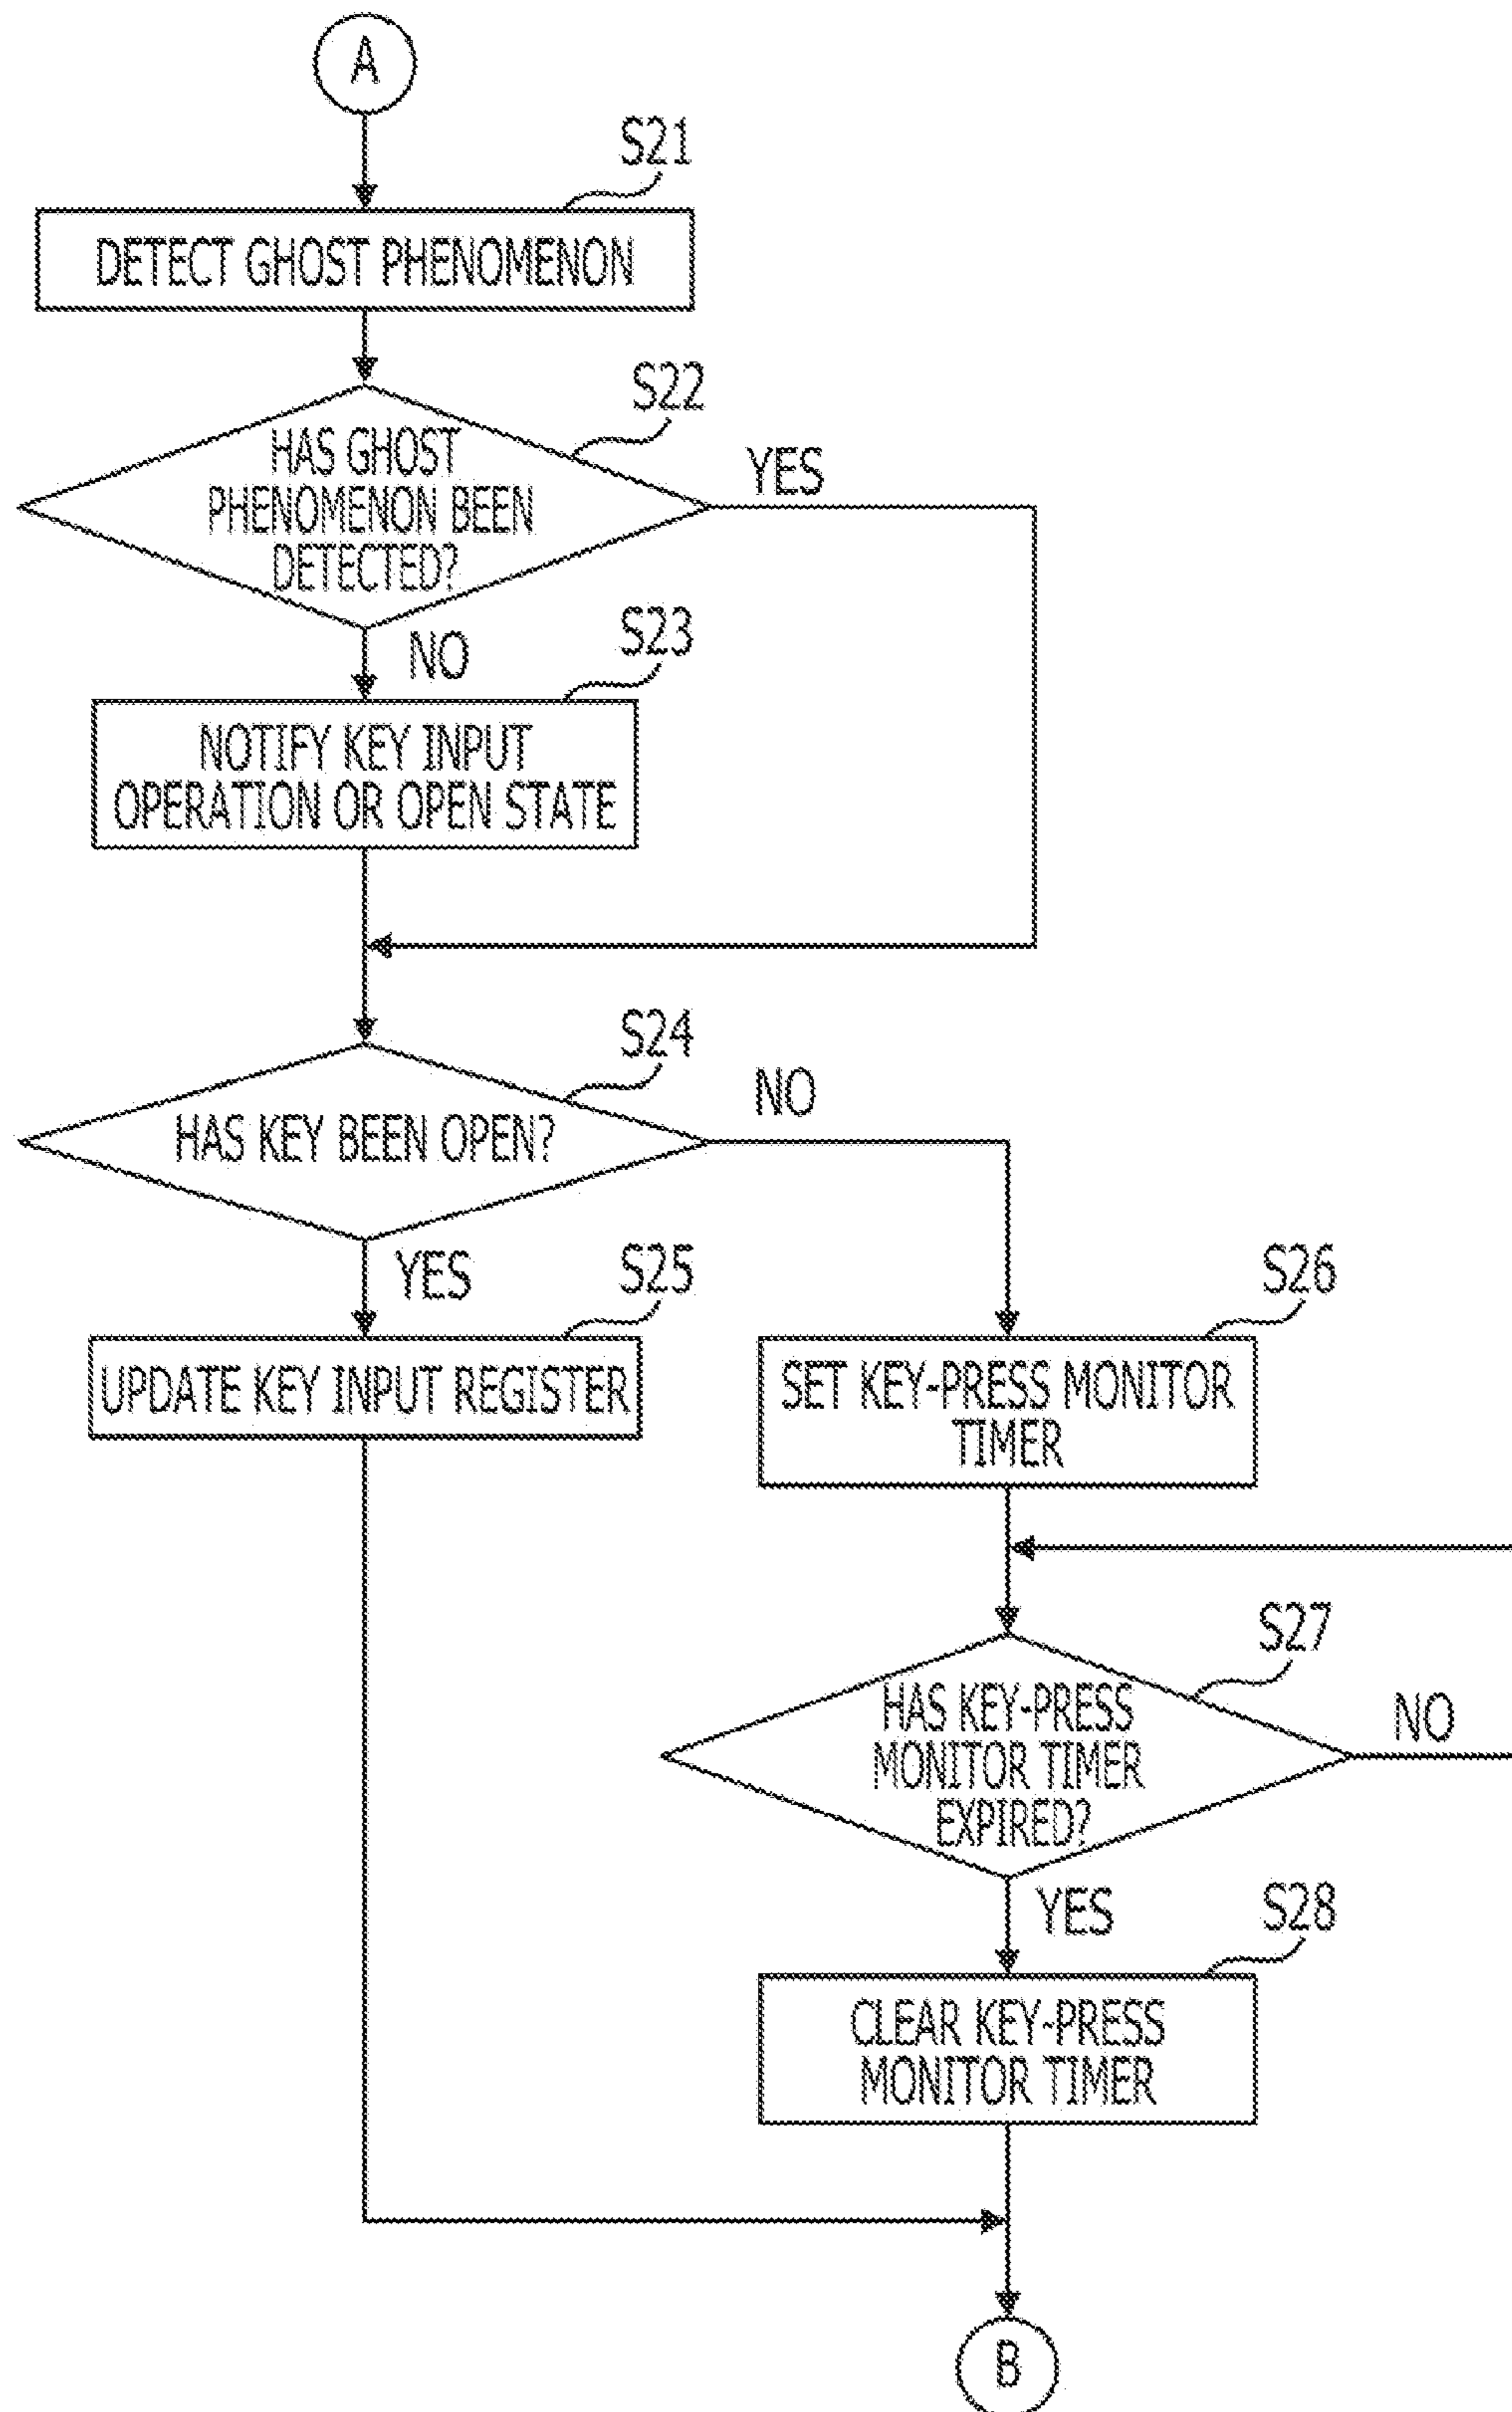 A
S21
DETECT GHOST PHENOMENON
S22
HAS GHOST
PHENOMENON BEEN
DETECTED?
YES
NO
S23
NOTIFY KEY INPUT
OPERATION OR OPEN STATE
S24
HAS KEY BEEN OPEN?
NO
YES
S25
UPDATE KEY INPUT REGISTER
S26
SET KEY-PRESS MONITOR
TIMER
S27
HAS KEY-PRESS
MONITOR TIMER
EXPIRED?
NO
YES
S28
CLEAR KEY-PRESS
MONITOR TIMER
B